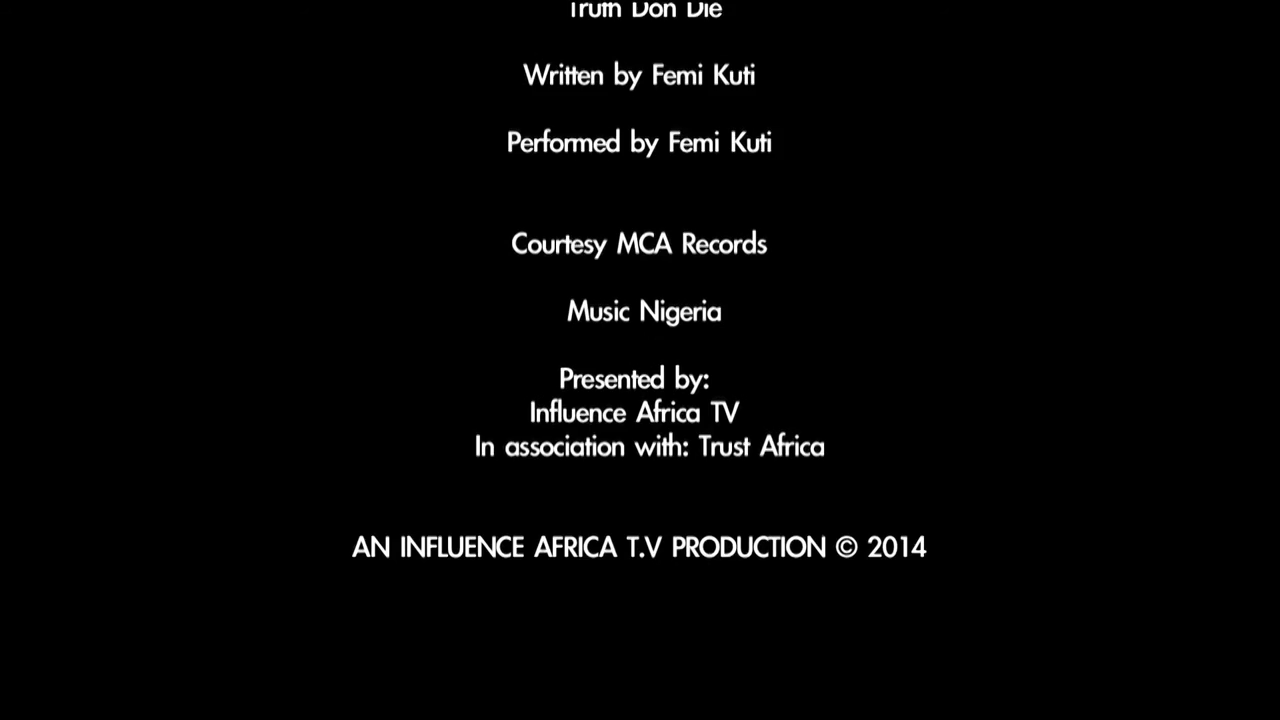 Truth Don Die
Written by Femi Kuti
Performed by Femi Kuti
Courtesy MCA Records
Music Nigeria
Presented by:
Influence Africa TV
In association with: Trust Africa
AN INFLUENCE AFRICA T.V PRODUCTION © 2014